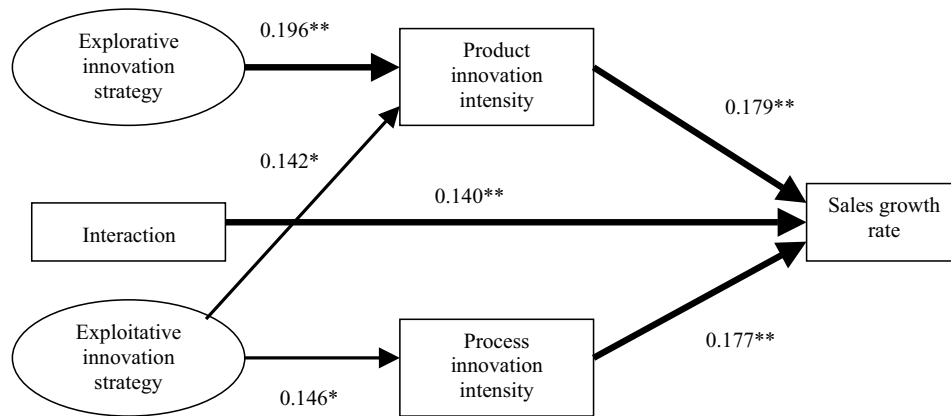 Explorative
innovation
strategy
0.196**
Product
innovation
intensity
0.179**
0.142*
0.140**
Interaction
Sales growth
rate
Exploitative
innovation
strategy
0.146*
Process
innovation
intensity
0.177**